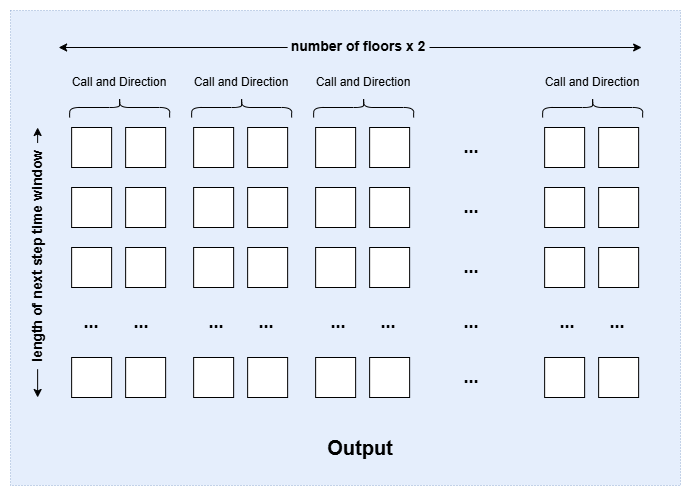 number of floors x 2
Call and Direction Call and Direction Call and Direction Call and Direction
length of next step time window
...
...
...
... ... ... ... ... ... ... ... ...
...
Output